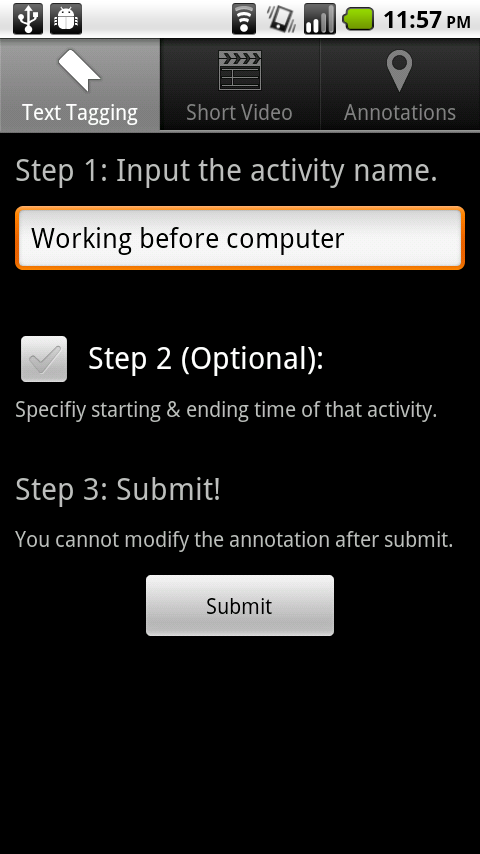 11:57 PM
Text Tagging
Short Video
Annotations
Step 1: Input the activity name.
Working before computer
Step 2 (Optional):
Specifiy starting & ending time of that activity.
Step 3: Submit!
You cannot modify the annotation after submit.
Submit